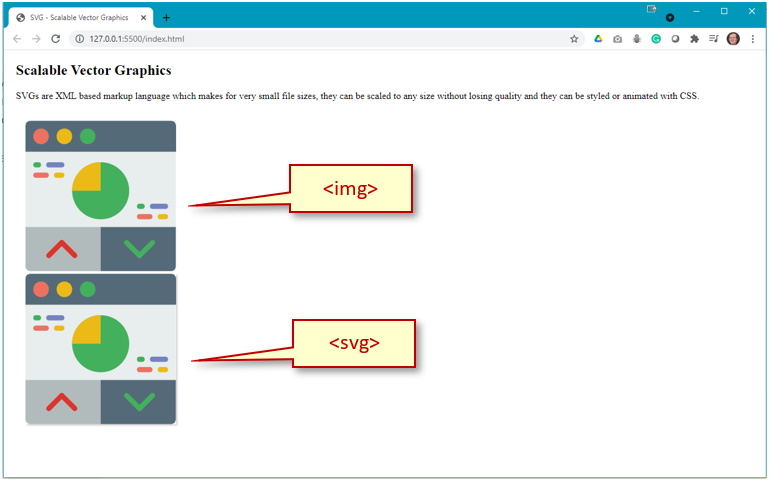 SVG - Scalable Vector Graphics
127.0.0.1:5500/index.html
Scalable Vector Graphics
SVGs are XML based markup language which makes for very small file sizes, they can be scaled to any size without losing quality and they can be styled or animated with CSS.
<img>
<svg>